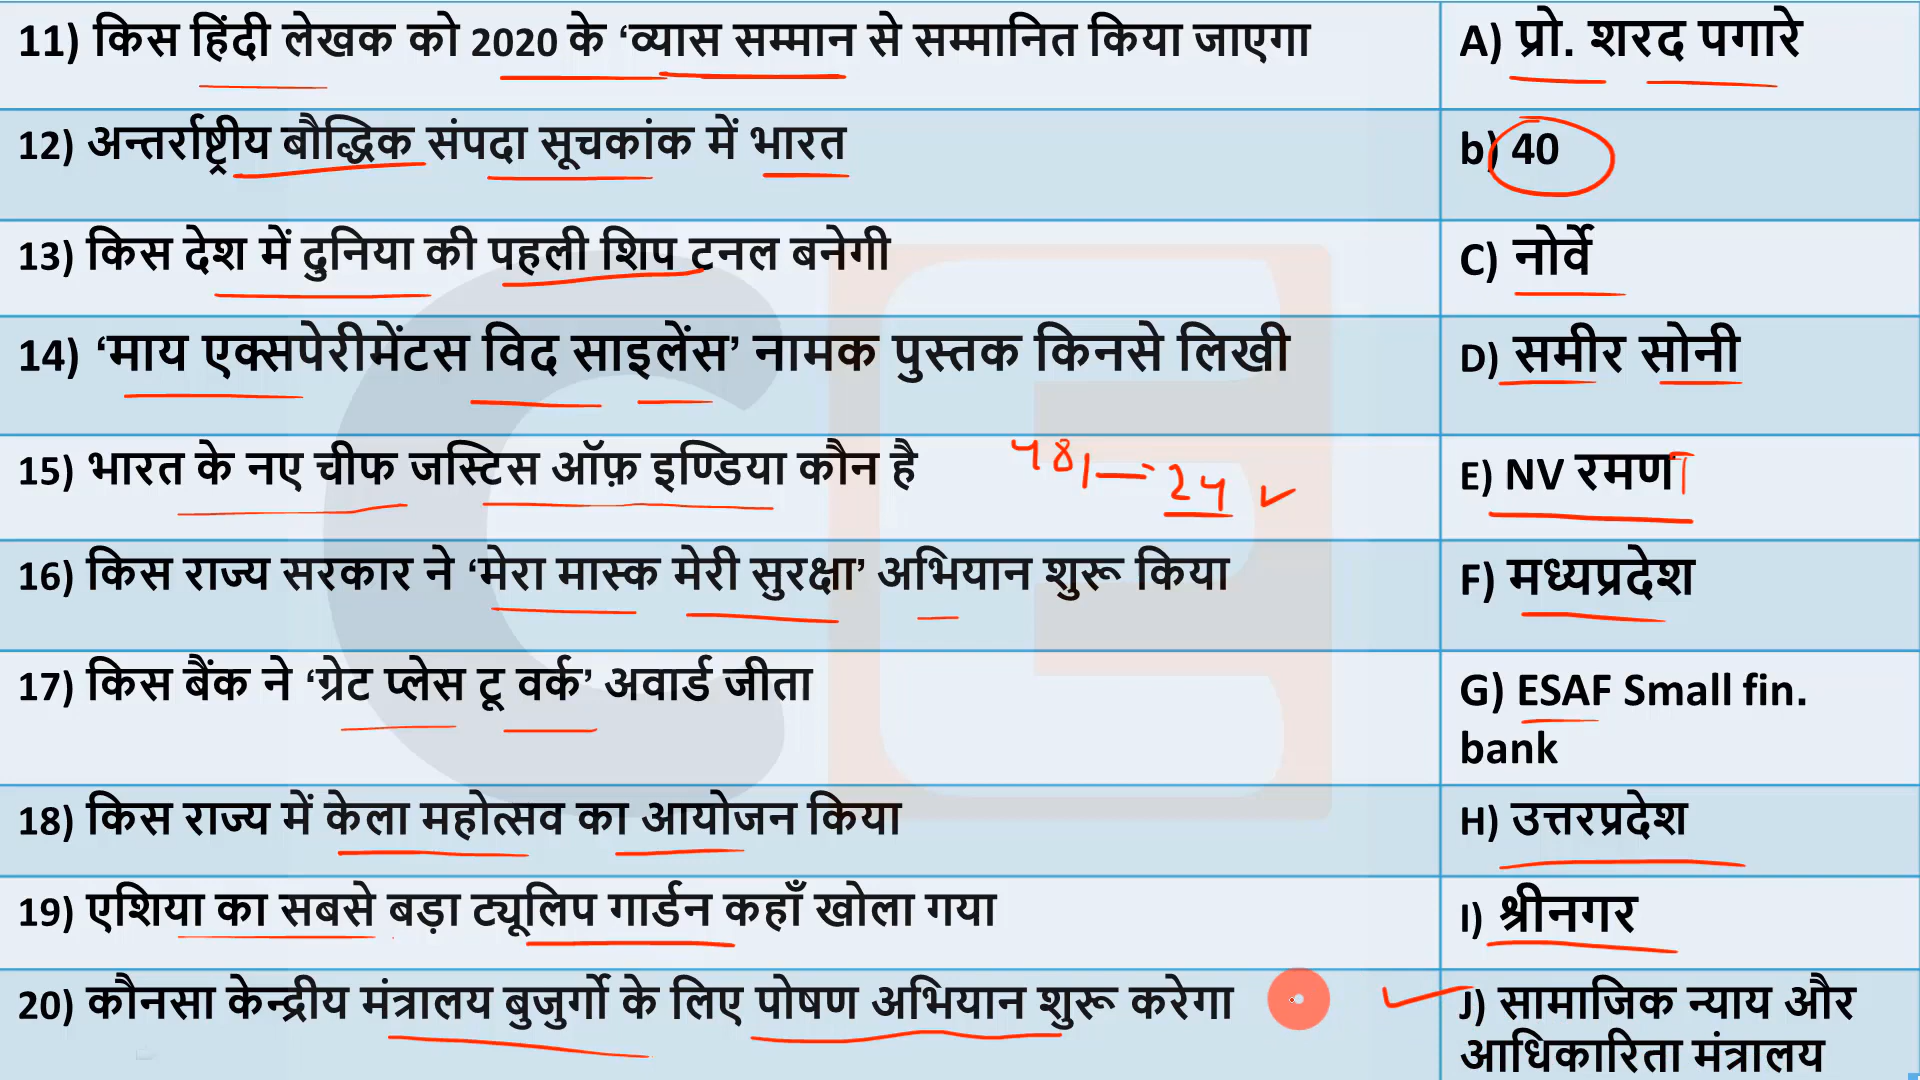 11) किस हिंदी लेखक को 2020 के ‘व्यास सम्मान से सम्मानित किया जाएगा
A) प्रो. शरद पगारे
12) अन्तर्राष्ट्रीय बौद्धिक संपदा सूचकांक में भारत
b) 40
13) किस देश में दुनिया की पहली शिप टनल बनेगी
C) नोर्वे
14) ‘माय एक्सपेरीमेंटस विद साइलेंस’ नामक पुस्तक किनसे लिखी
D) समीर सोनी
15) भारत के नए चीफ जस्टिस ऑफ़ इण्डिया कौन है
48 24
E) NV रमणा
16) किस राज्य सरकार ने ‘मेरा मास्क मेरी सुरक्षा’ अभियान शुरू किया
F) मध्यप्रदेश
17) किस बैंक ने ‘ग्रेट प्लेस टू वर्क’ अवार्ड जीता
G) ESAF Small fin.
bank
18) किस राज्य में केला महोत्सव का आयोजन किया
H) उत्तरप्रदेश
19) एशिया का सबसे बड़ा ट्यूलिप गार्डन कहाँ खोला गया
I) श्रीनगर
20) कौनसा केन्द्रीय मंत्रालय बुजुर्गो के लिए पोषण अभियान शुरू करेगा
J) सामाजिक न्याय और
आधिकारिता मंत्रालय